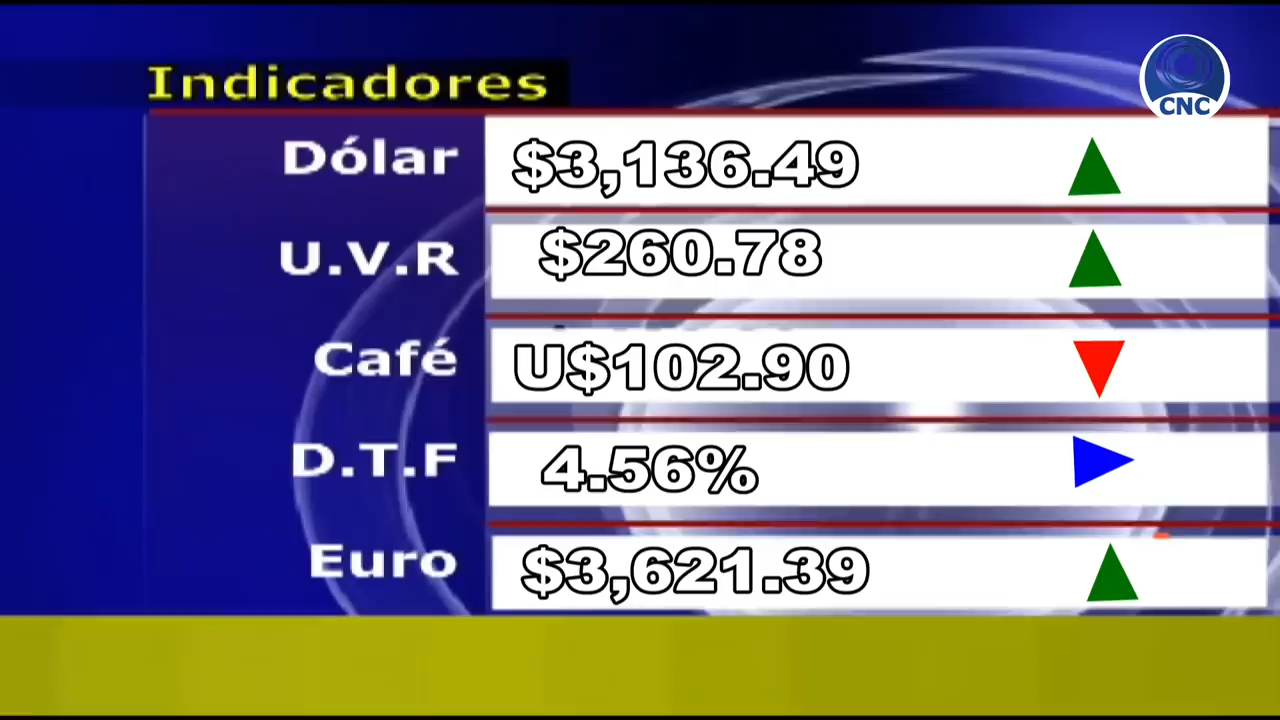 CNC
Indicadores
Dólar $3,136.49
U.V.R $260.78
Café U$102.90
D.T.F 4.56%
Euro $3,621.39